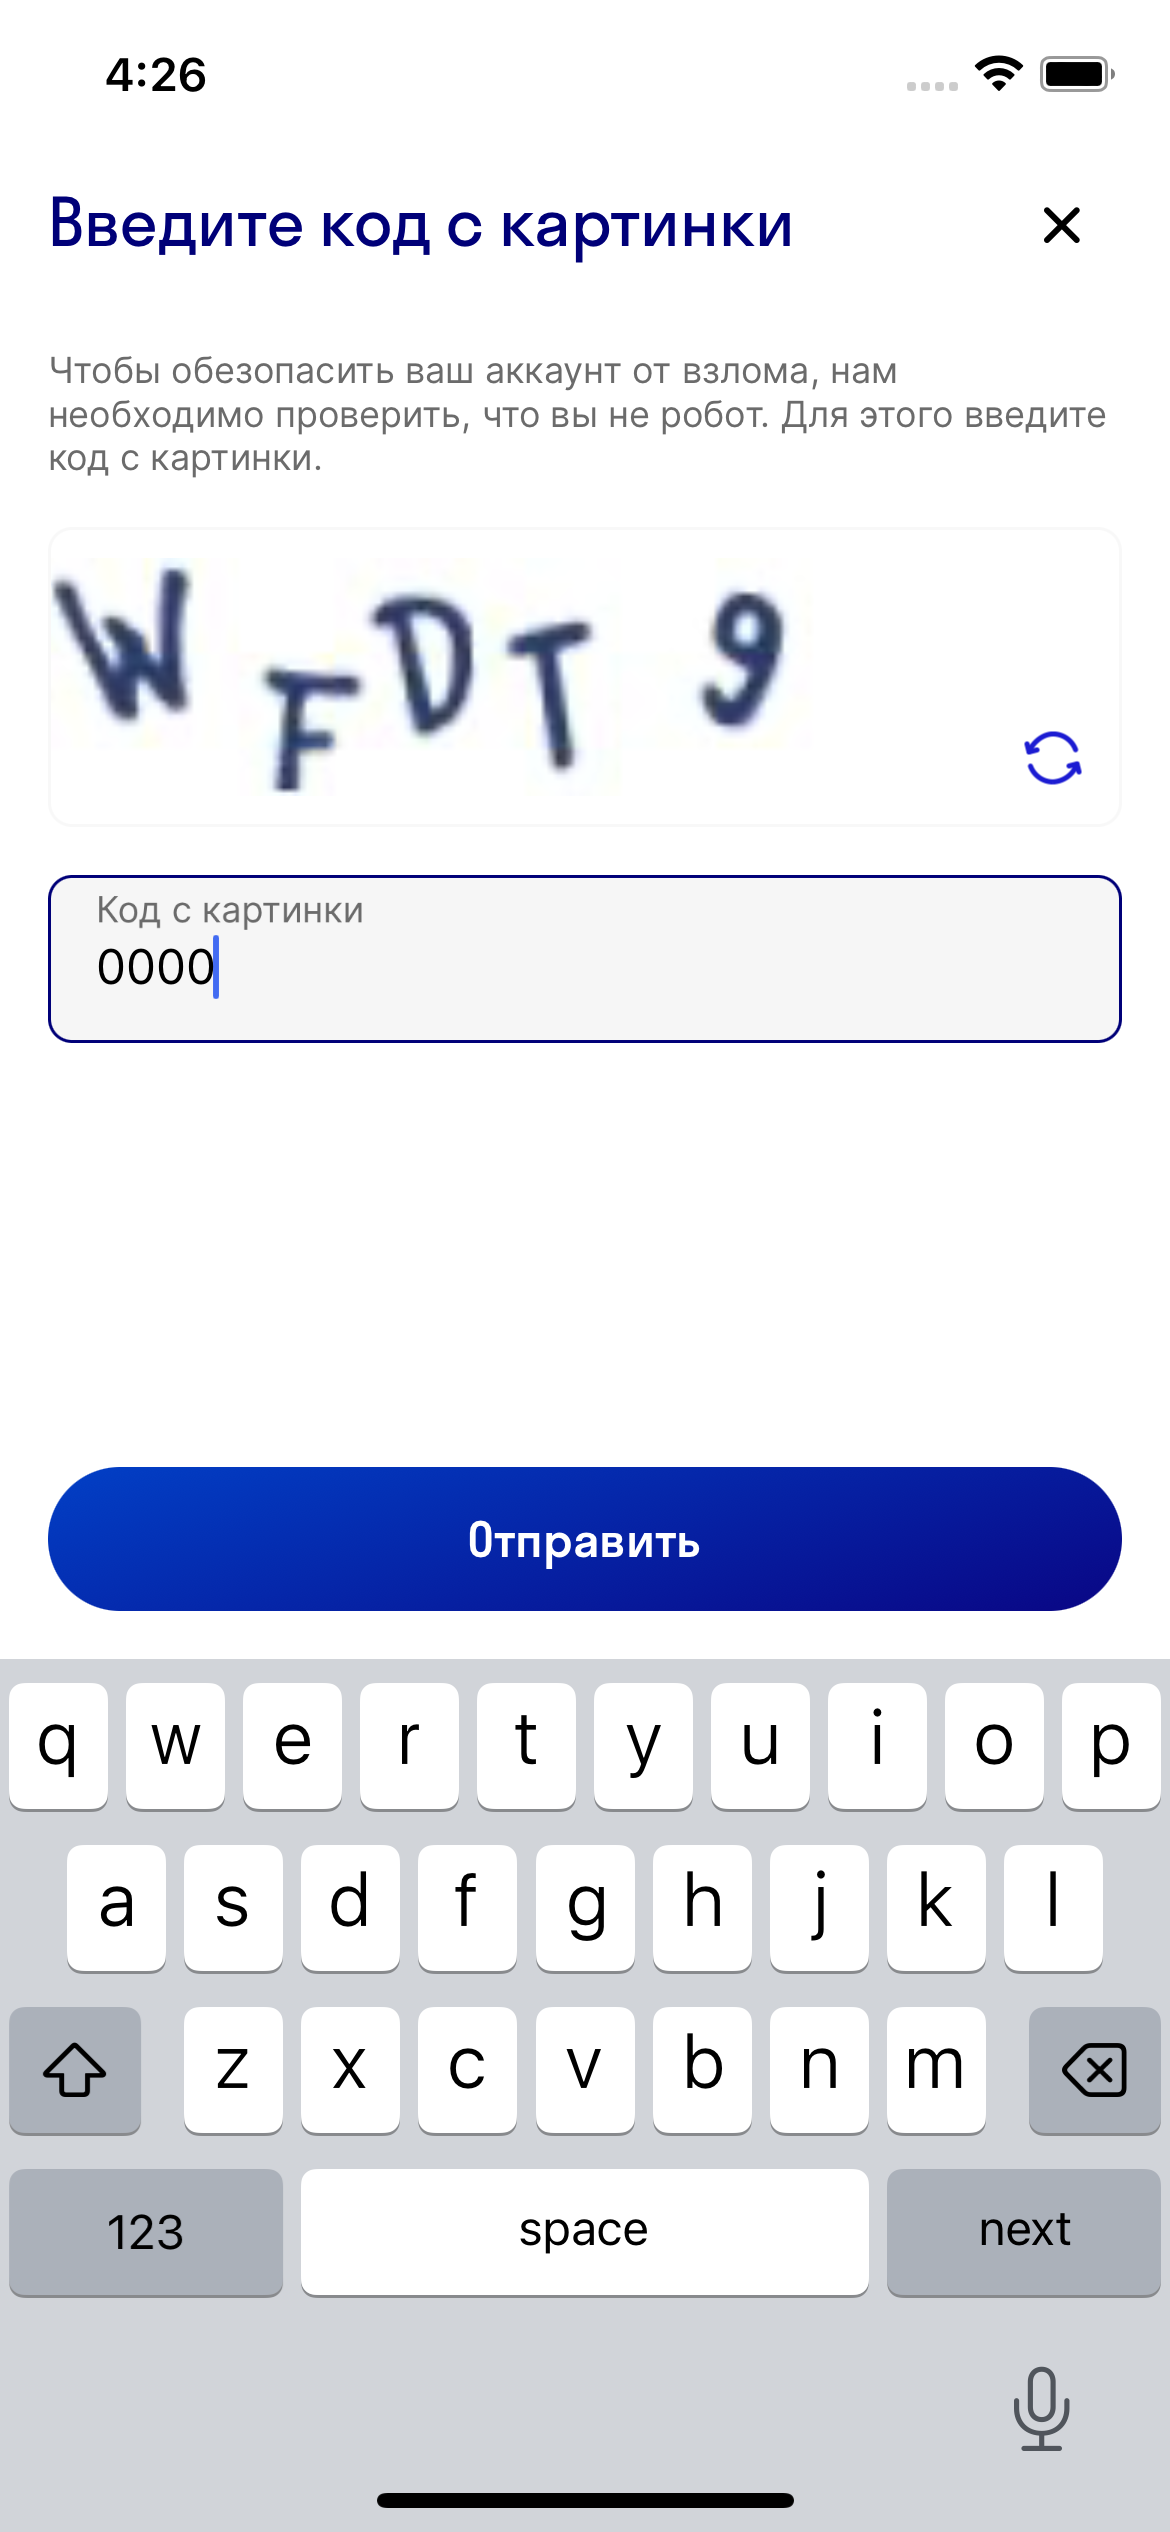 4:26
Введите код с картинки
Чтобы обезопасить ваш аккаунт от взлома, нам
необходимо проверить, что вы не робот. Для этого введите
код с картинки.
W F D T 9
Код с картинки
0000
Отправить
q w e r t y u i o p
a s d f g h j k l
z x c v b n m
123 space next